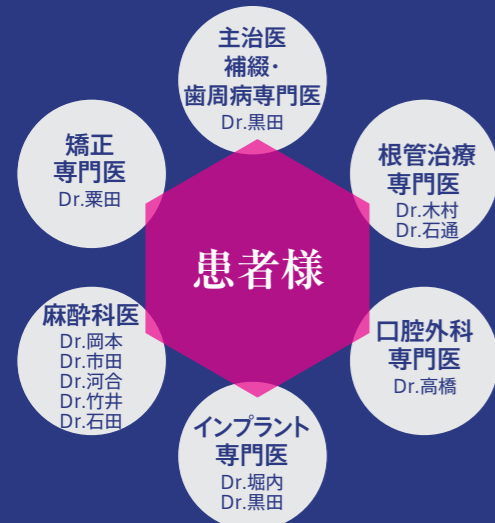 主治医
補綴・
歯周病専門医
Dr.黒田
矯正
専門医
Dr.粟田
根管治療
専門医
Dr.木村
Dr.石通
患者様
麻酔科医
Dr.岡本
Dr.市田
Dr.河合
Dr.竹井
Dr.石田
口腔外科
専門医
Dr.高橋
インプラント
専門医
Dr.堀内
Dr.黒田